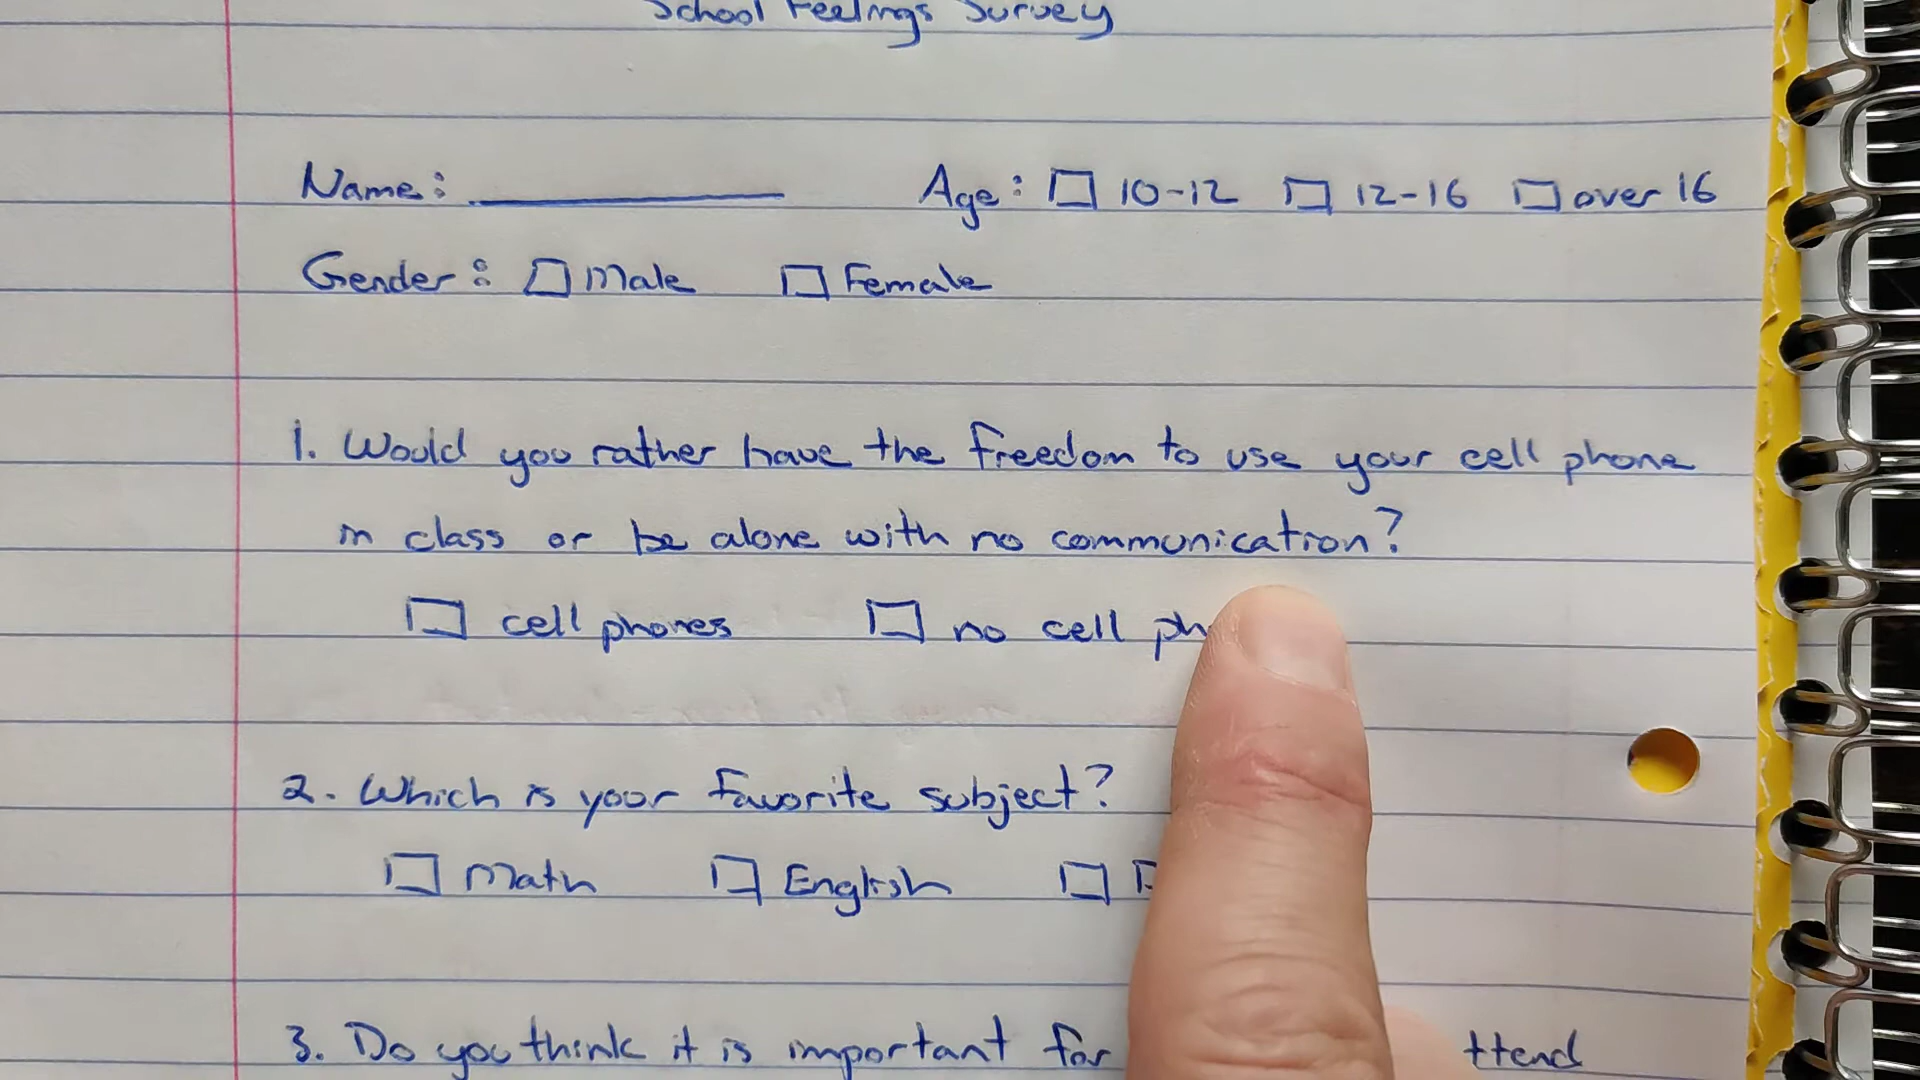 School Feelings Survey
Name: ____________ Age: ☐ 10-12 ☐ 12-16 ☐ over 16
Gender: ☐ Male ☐ Female
1. Would you rather have the freedom to use your cell phone
in class or be alone with no communication?
☐ cell phones ☐ no cell
2. Which is your favorite subject?
☐ Math ☐ English ☐
3. Do you think it is important for